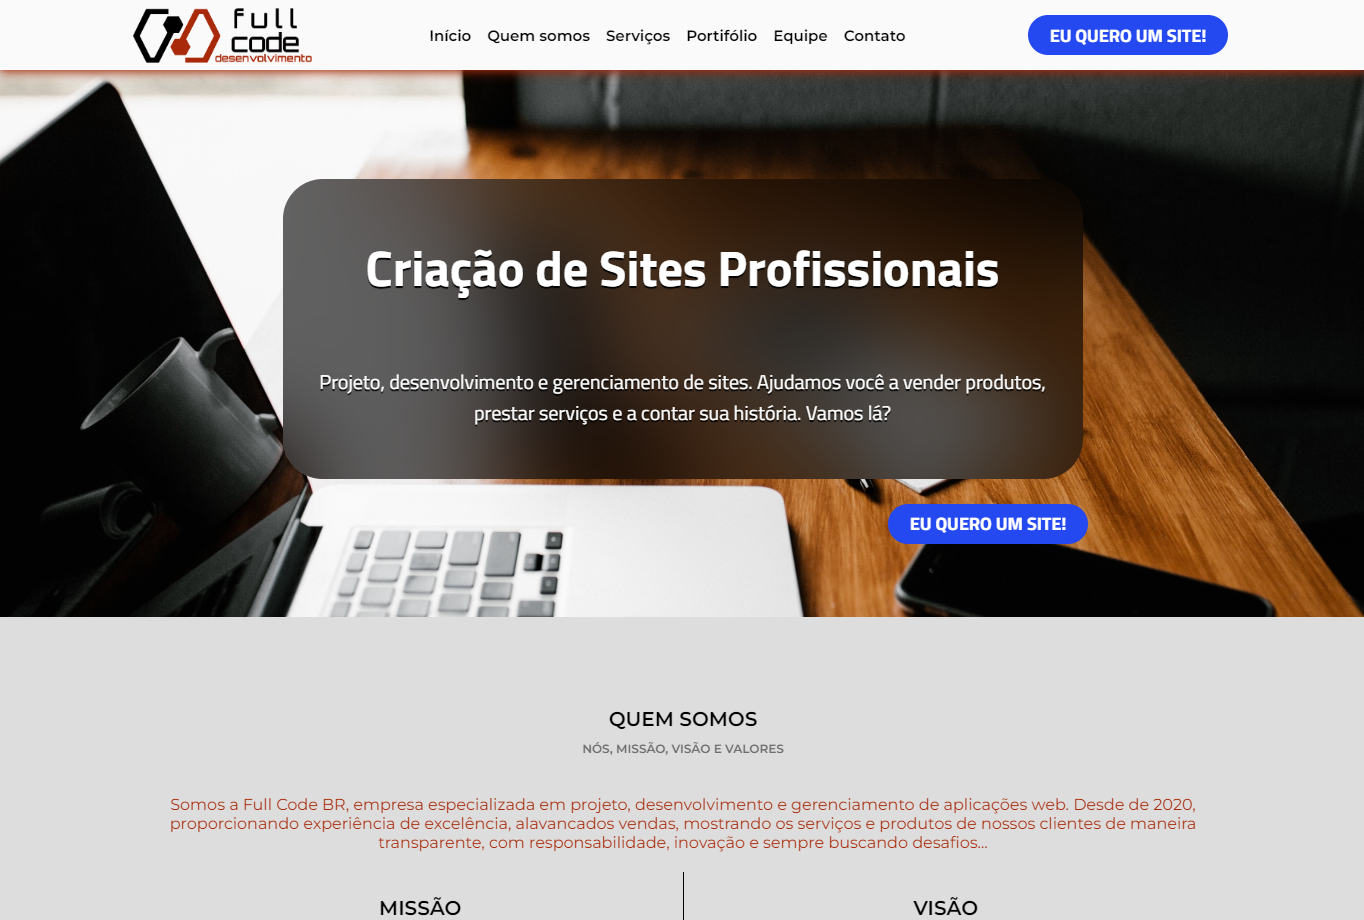 full
code
desenvolvimento
Início Quem somos Serviços Portifólio Equipe Contato
EU QUERO UM SITE!
Criação de Sites Profissionais
Projeto, desenvolvimento e gerenciamento de sites. Ajudamos você a vender produtos,
prestar serviços e a contar sua história. Vamos lá?
EU QUERO UM SITE!
QUEM SOMOS
NÓS, MISSÃO, VISÃO E VALORES
Somos a Full Code BR, empresa especializada em projeto, desenvolvimento e gerenciamento de aplicações web. Desde de 2020,
proporcionando experiência de excelência, alavancados vendas, mostrando os serviços e produtos de nossos clientes de maneira
transparente, com responsabilidade, inovação e sempre buscando desafios...
MISSÃO VISÃO